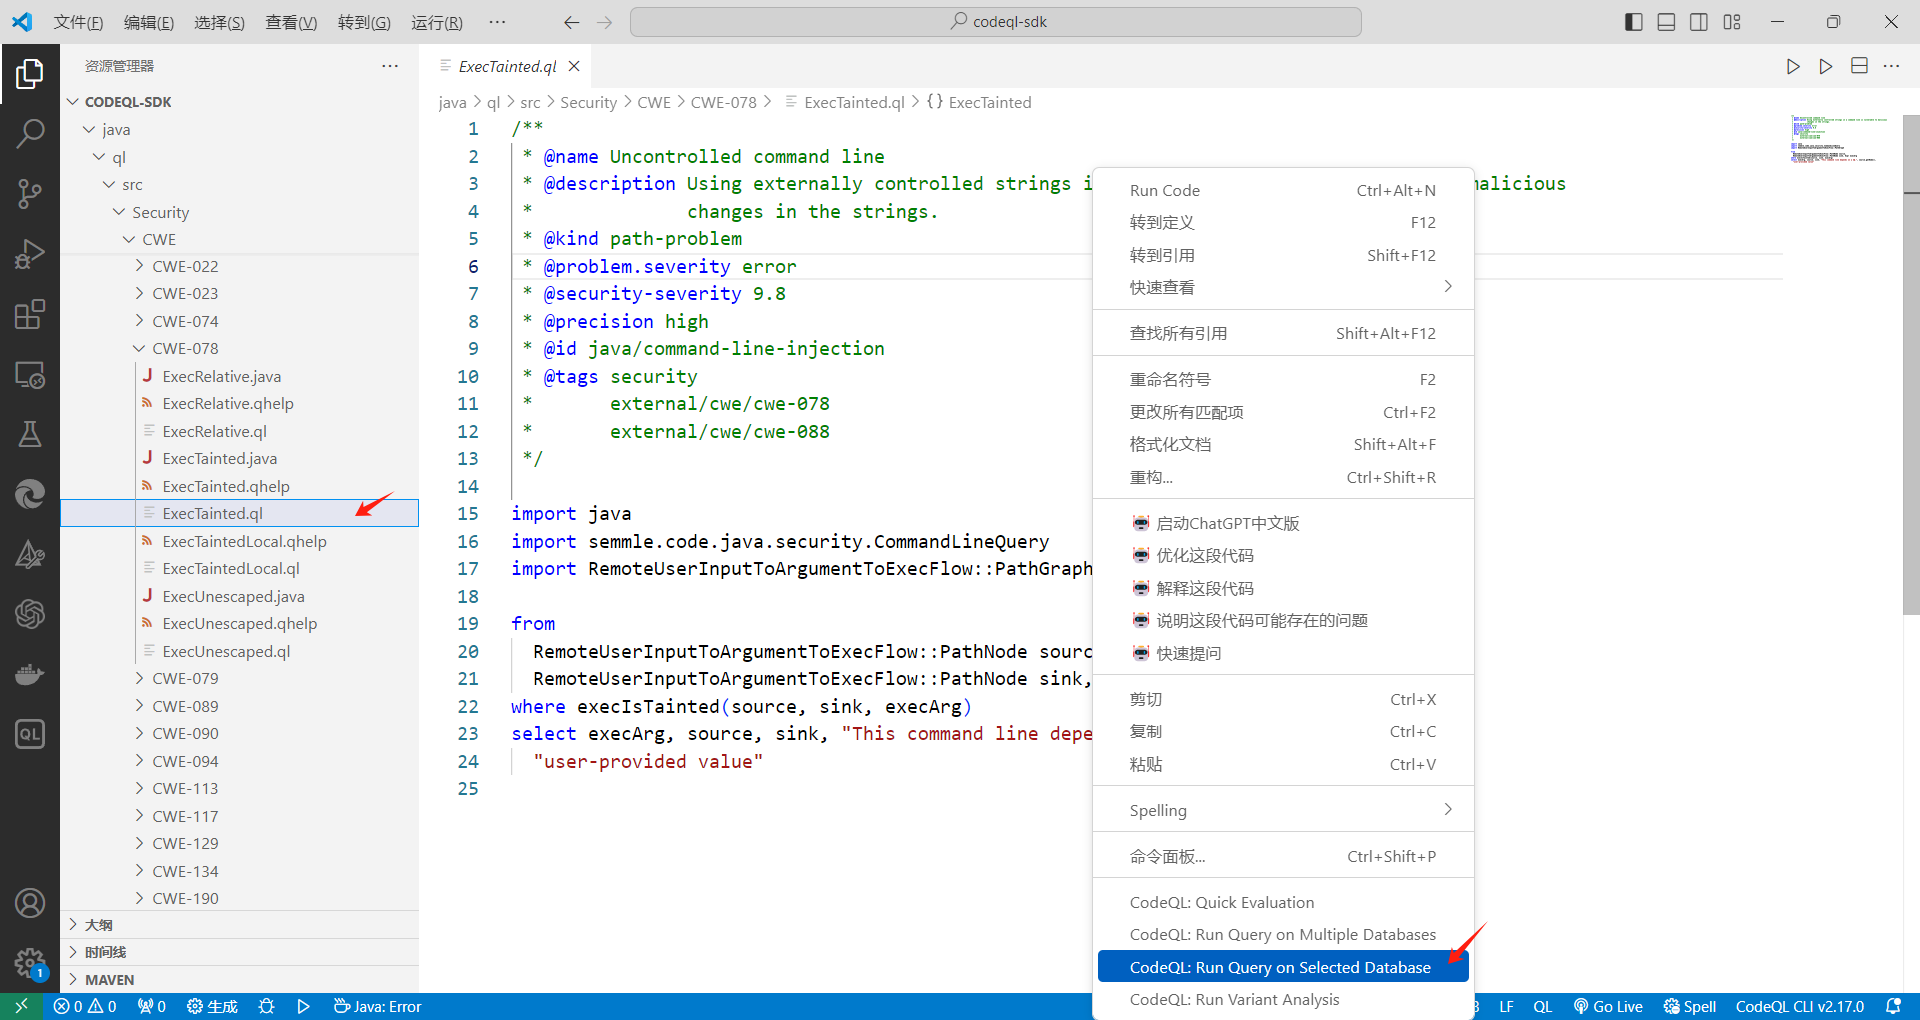 文件(F) 编辑(E) 选择(S) 查看(V) 转到(G) 运行(R) ··· codeql-sdk
资源管理器 ···
CODEQL-SDK
java
ql
src
Security
CWE
CWE-022
CWE-023
CWE-074
CWE-078
J ExecRelative.java
ExecRelative.qhelp
ExecRelative.ql
J ExecTainted.java
ExecTainted.qhelp
ExecTainted.ql
ExecTaintedLocal.qhelp
ExecTaintedLocal.ql
J ExecUnescaped.java
ExecUnescaped.qhelp
ExecUnescaped.ql
CWE-079
CWE-089
CWE-090
CWE-094
CWE-113
CWE-117
CWE-129
CWE-134
CWE-190
大纲
时间线
MAVEN
QL
1
ExecTainted.ql
java > ql > src > Security > CWE > CWE-078 > ExecTainted.ql > {} ExecTainted
1 /**
2  * @name Uncontrolled command line
3  * @description Using externally controlled strings i malicious
4  *              changes in the strings.
5  * @kind path-problem
6  * @problem.severity error
7  * @security-severity 9.8
8  * @precision high
9  * @id java/command-line-injection
10  * @tags security
11  *       external/cwe/cwe-078
12  *       external/cwe/cwe-088
13  */
14
15 import java
16 import semmle.code.java.security.CommandLineQuery
17 import RemoteUserInputToArgumentToExecFlow::PathGraph
18
19 from
20   RemoteUserInputToArgumentToExecFlow::PathNode sourc
21   RemoteUserInputToArgumentToExecFlow::PathNode sink,
22 where execIsTainted(source, sink, execArg)
23 select execArg, source, sink, "This command line depe
24   "user-provided value"
25
Run Code Ctrl+Alt+N
转到定义 F12
转到引用 Shift+F12
快速查看
查找所有引用 Shift+Alt+F12
重命名符号 F2
更改所有匹配项 Ctrl+F2
格式化文档 Shift+Alt+F
重构... Ctrl+Shift+R
启动ChatGPT中文版
优化这段代码
解释这段代码
说明这段代码可能存在的问题
快速提问
剪切 Ctrl+X
复制 Ctrl+C
粘贴 Ctrl+V
Spelling
命令面板... Ctrl+Shift+P
CodeQL: Quick Evaluation
CodeQL: Run Query on Multiple Databases
CodeQL: Run Query on Selected Database
CodeQL: Run Variant Analysis
0 0 0 生成 Java: Error LF QL Go Live Spell CodeQL CLI v2.17.0